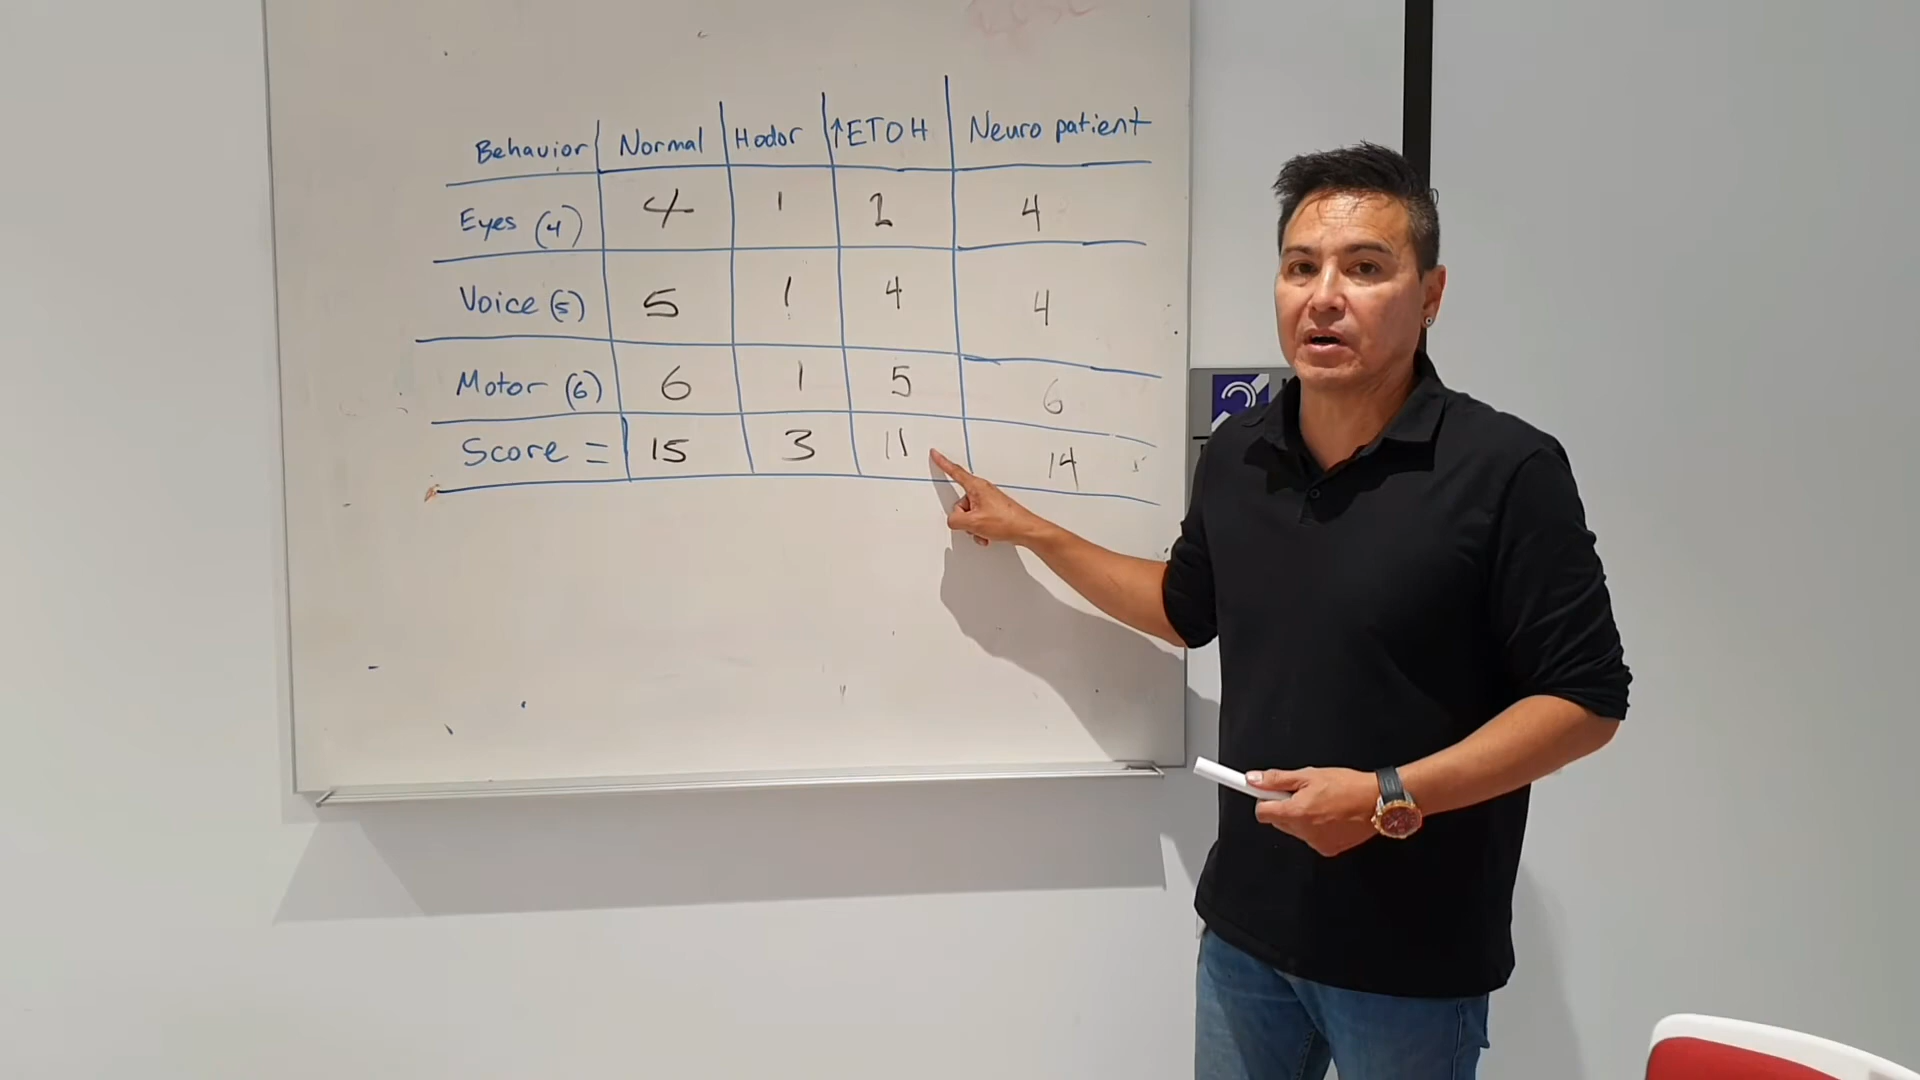 Behavior Normal Hodor ↑ETOH Neuro patient
Eyes (4) 4 1 2 4
Voice (5) 5 1 4 4
Motor (6) 6 1 5 6
Score = 15 3 11 14